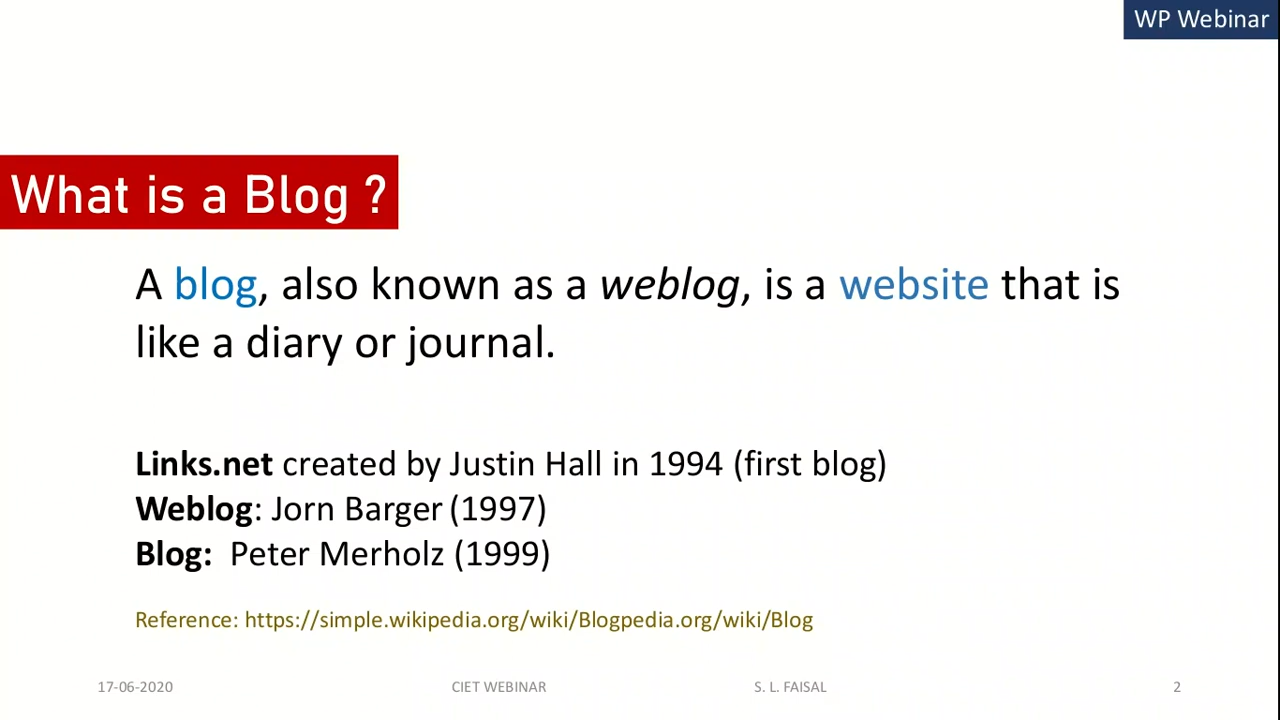 WP Webinar
What is a Blog ?
A blog, also known as a weblog, is a website that is
like a diary or journal.
Links.net created by Justin Hall in 1994 (first blog)
Weblog: Jorn Barger (1997)
Blog: Peter Merholz (1999)
Reference: https://simple.wikipedia.org/wiki/Blogpedia.org/wiki/Blog
17-06-2020 CIET WEBINAR S. L. FAISAL 2